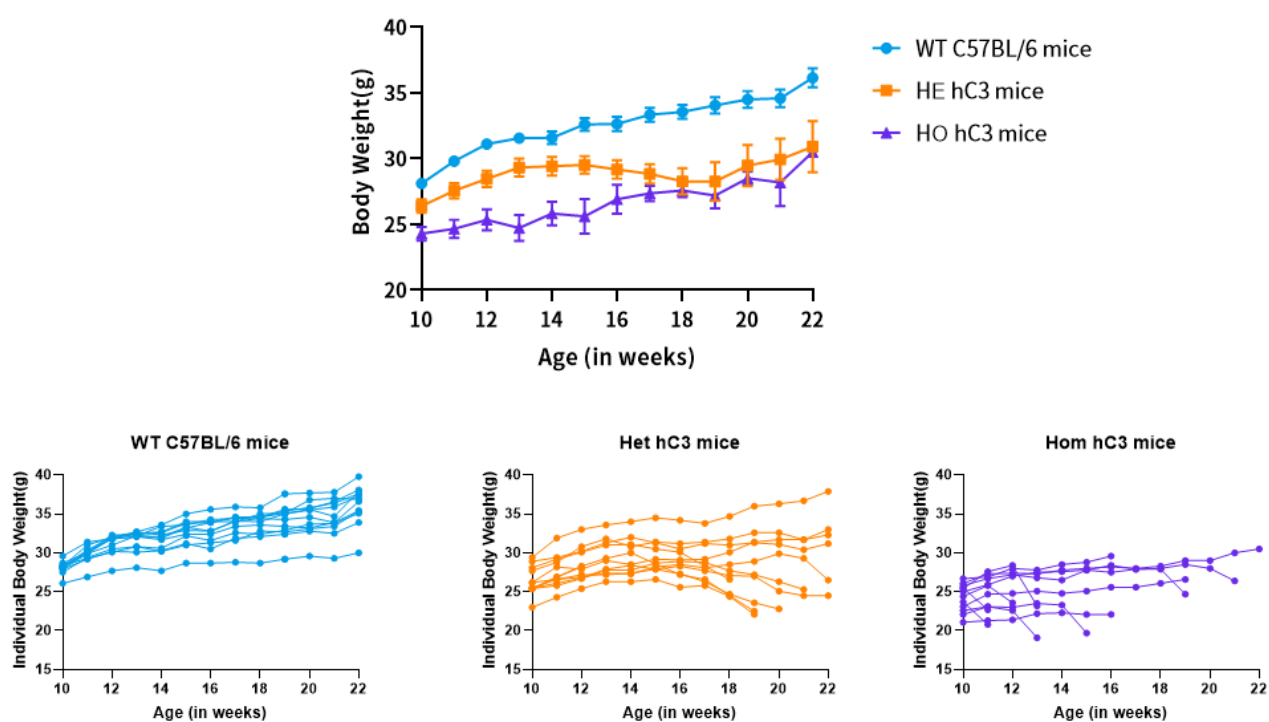 40
35
30
25
20
Body Weight(g)
10 12 14 16 18 20 22
Age (in weeks)
WT C57BL/6 mice
HE hC3 mice
HO hC3 mice
WT C57BL/6 mice
40
35
30
25
20
15
Individual Body Weight(g)
10 12 14 16 18 20 22
Age (in weeks)
Het hC3 mice
40
35
30
25
20
15
Individual Body Weight(g)
10 12 14 16 18 20 22
Age (in weeks)
Hom hC3 mice
40
35
30
25
20
15
Individual Body Weight(g)
10 12 14 16 18 20 22
Age (in weeks)